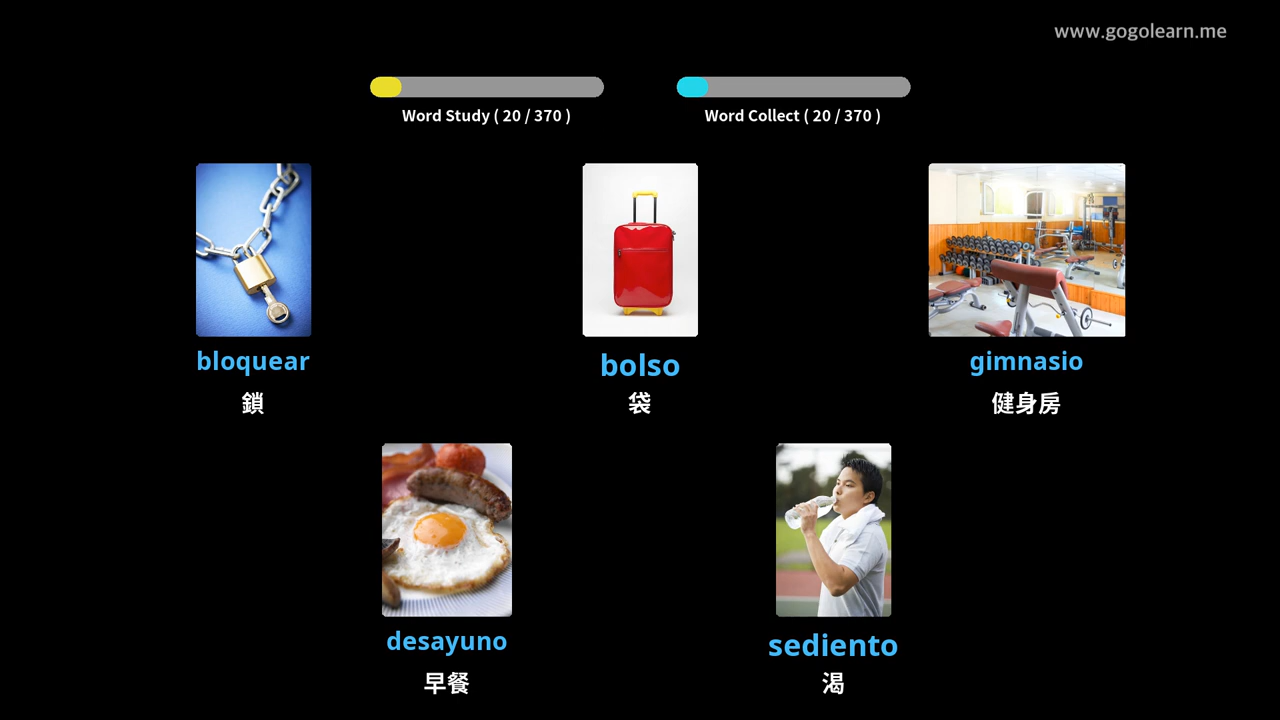 www.gogolearn.me
Word Study ( 20 / 370 )
Word Collect ( 20 / 370 )
bloquear
鎖
bolso
袋
gimnasio
健身房
desayuno
早餐
sediento
渴